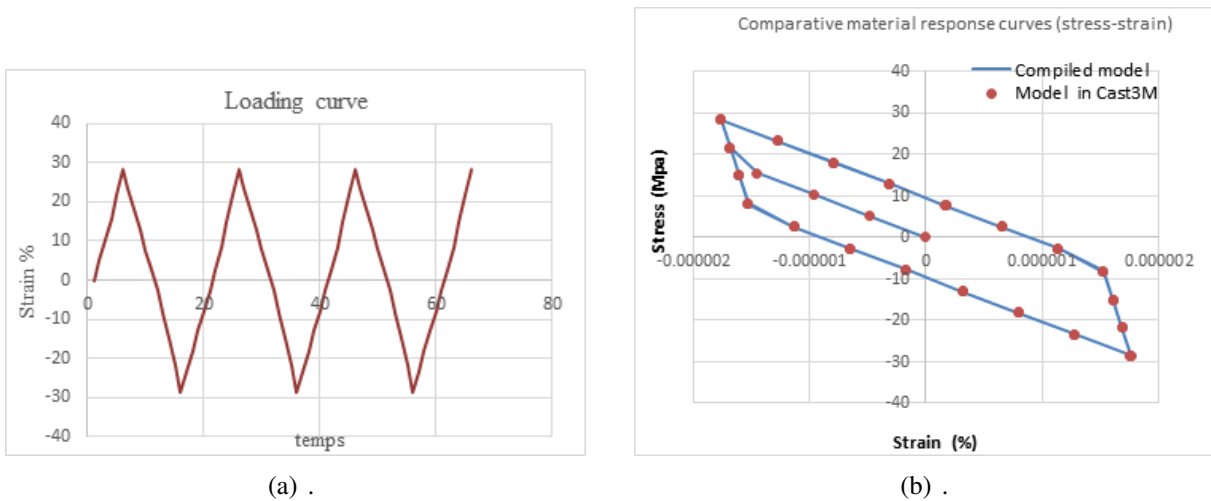 Loading curve
40
30
20
10
0
-10
-20
-30
-40
0 20 40 60 80
Strain %
temps
(a) .
Comparative material response curves (stress-strain)
Compiled model
Model in Cast3M
40
30
20
10
0
-10
-20
-30
-40
-0.000002 -0.000001 0 0.000001 0.000002
Stress (Mpa)
Strain (%)
(b) .